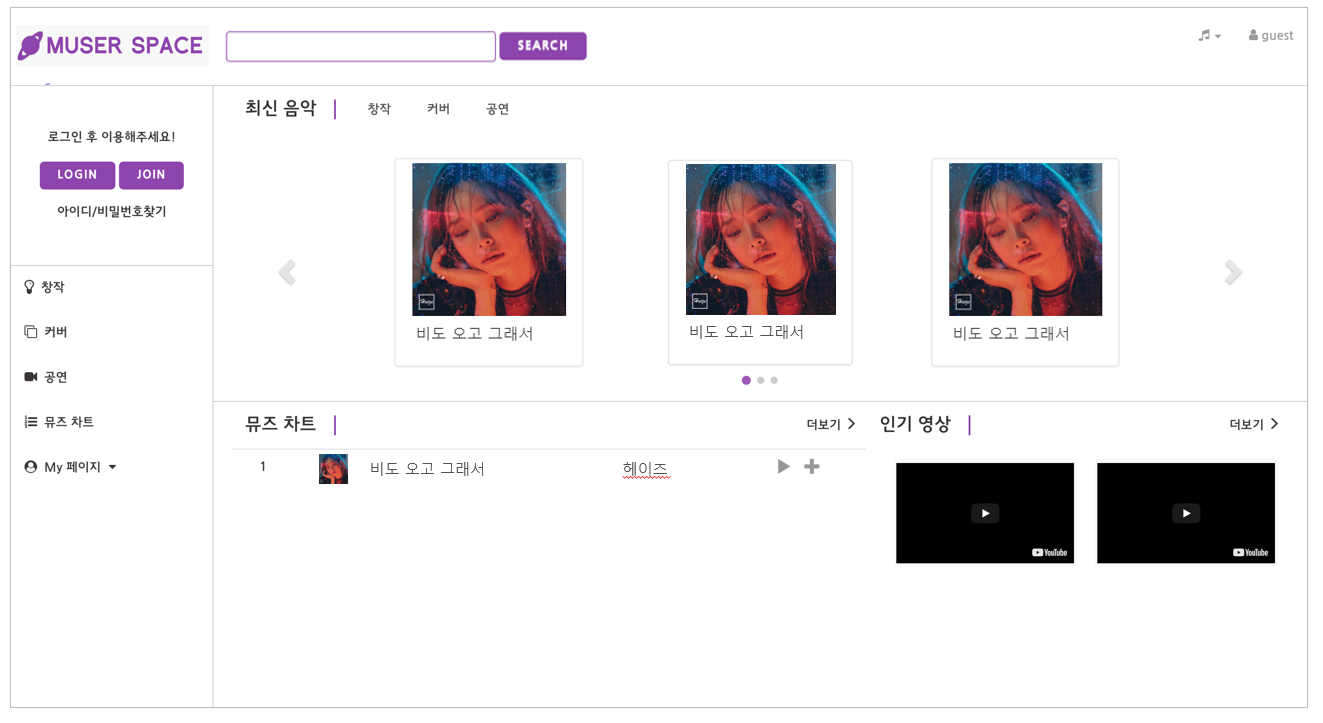 MUSER SPACE
SEARCH
guest
로그인 후 이용해주세요!
LOGIN
JOIN
아이디/비밀번호찾기
창작
커버
공연
뮤즈 차트
My 페이지
최신 음악
창작
커버
공연
비도 오고 그래서
비도 오고 그래서
비도 오고 그래서
뮤즈 차트
더보기
1
비도 오고 그래서
헤이즈
인기 영상
더보기
YouTube
YouTube